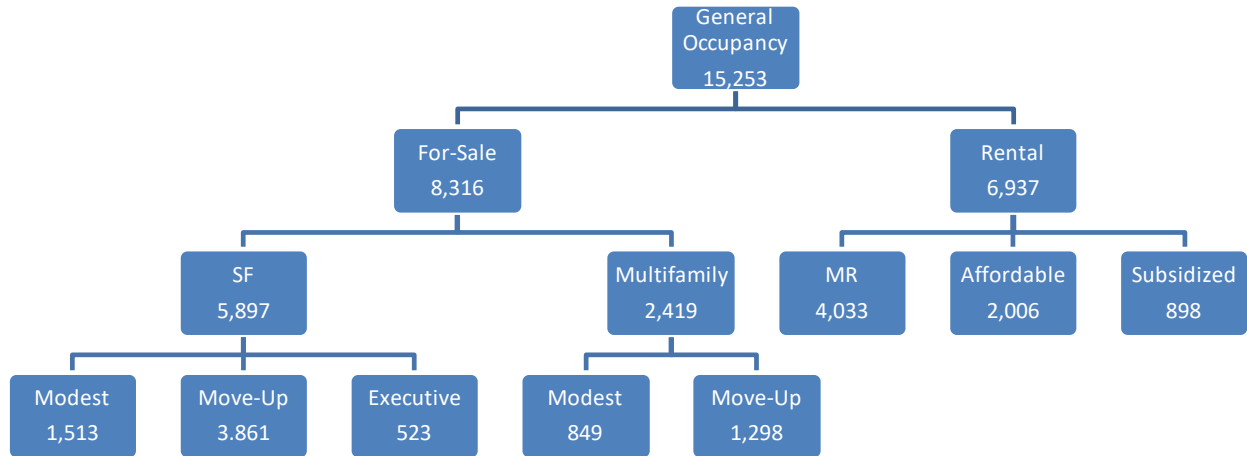 General
Occupancy
15,253
For-Sale
8,316
Rental
6,937
SF
5,897
Multifamily
2,419
MR
4,033
Affordable
2,006
Subsidized
898
Modest
1,513
Move-Up
3.861
Executive
523
Modest
849
Move-Up
1,298